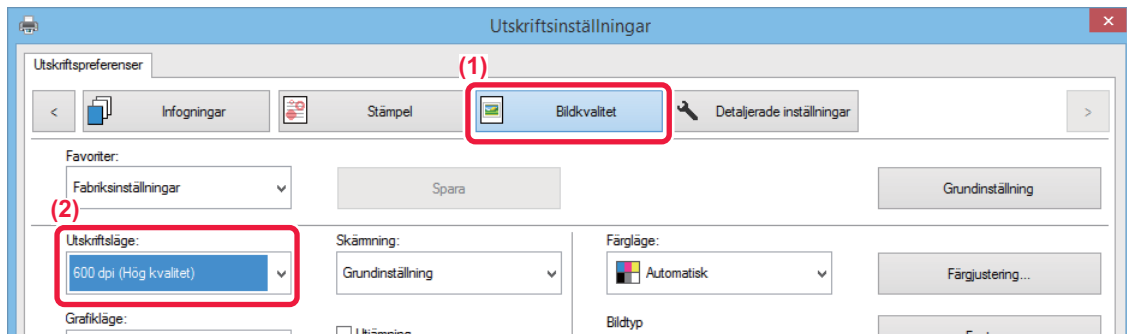 Utskriftsinställningar
Utskriftspreferenser
(1)
< Infogningar Stämpel Bildkvalitet Detaljerade inställningar >
Favoriter:
Fabriksinställningar Spara Grundinställning
(2)
Utskriftsläge: Skärmning: Färgläge:
600 dpi (Hög kvalitet) Grundinställning Automatisk Färgjustering...
Grafikläge: Bildtyp